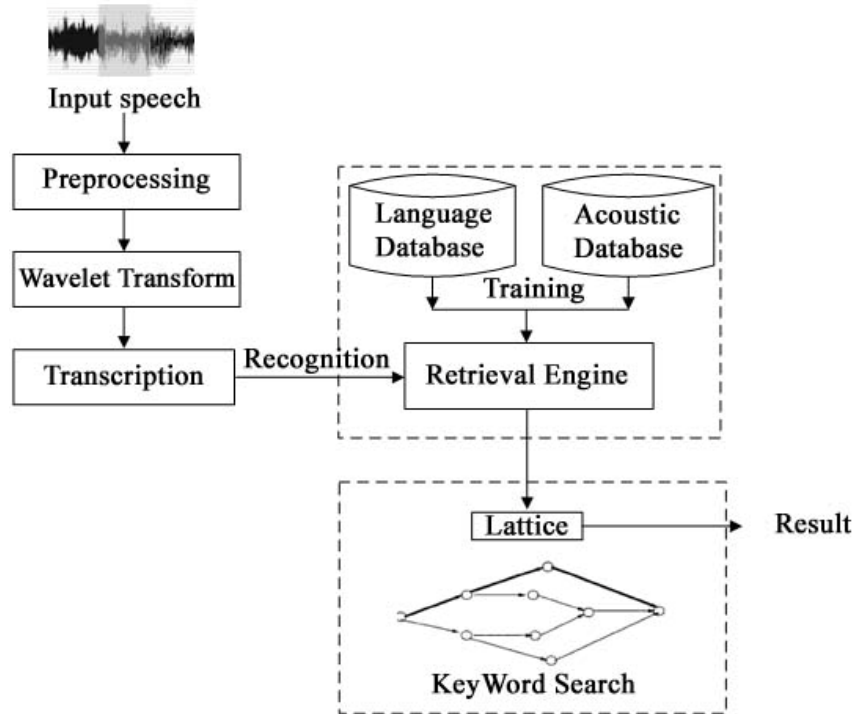 Input speech
Preprocessing
Wavelet Transform
Transcription
Recognition
Language
Database
Acoustic
Database
Training
Retrieval Engine
Lattice
Result
KeyWord Search